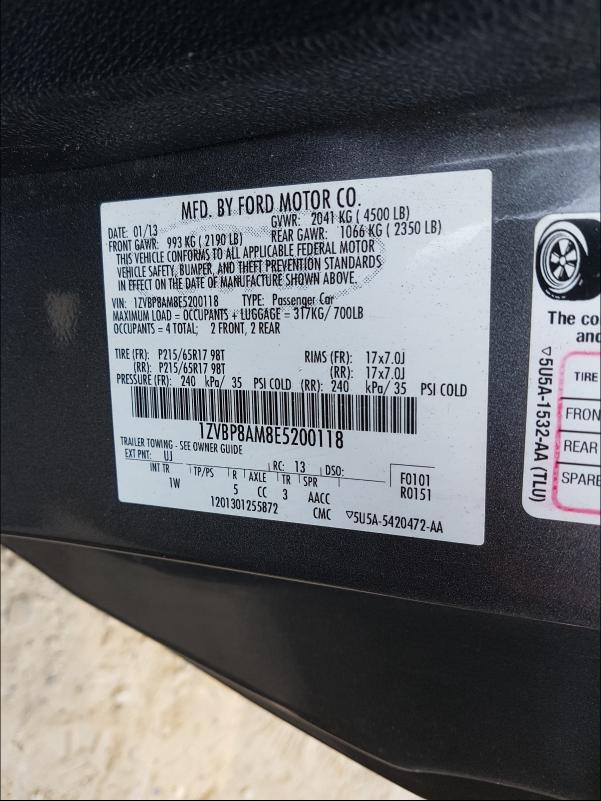 MFD. BY FORD MOTOR CO.
DATE: 01/13 GVWR: 2041 KG ( 4500 LB)
FRONT GAWR: 993 KG ( 2190 LB) REAR GAWR: 1066 KG ( 2350 LB)
THIS VEHICLE CONFORMS TO ALL APPLICABLE FEDERAL MOTOR
VEHICLE SAFETY, BUMPER, AND THEFT PREVENTION STANDARDS
IN EFFECT ON THE DATE OF MANUFACTURE SHOWN ABOVE.
VIN: 1ZVBP8AM8E5200118 TYPE: Passenger Car
MAXIMUM LOAD = OCCUPANTS + LUGGAGE = 317KG/ 700LB
OCCUPANTS = 4 TOTAL; 2 FRONT, 2 REAR
TIRE (FR): P215/65R17 98T RIMS (FR): 17x7.0J
(RR): P215/65R17 98T (RR): 17x7.0J
PRESSURE (FR): 240 kPa/ 35 PSI COLD (RR): 240 kPa/ 35 PSI COLD
1ZVBP8AM8E5200118
TRAILER TOWING - SEE OWNER GUIDE
EXT PNT: UJ RC: 13 DSO:
INT TR TP/PS R AXLE TR SPR F0101
1W 5 CC 3 AACC R0151
1201301255872 CMC ▽5U5A-5420472-AA
The co
and
▽5U5A-1532-AA (TLU)
TIRE
FRON
REAR
SPARE